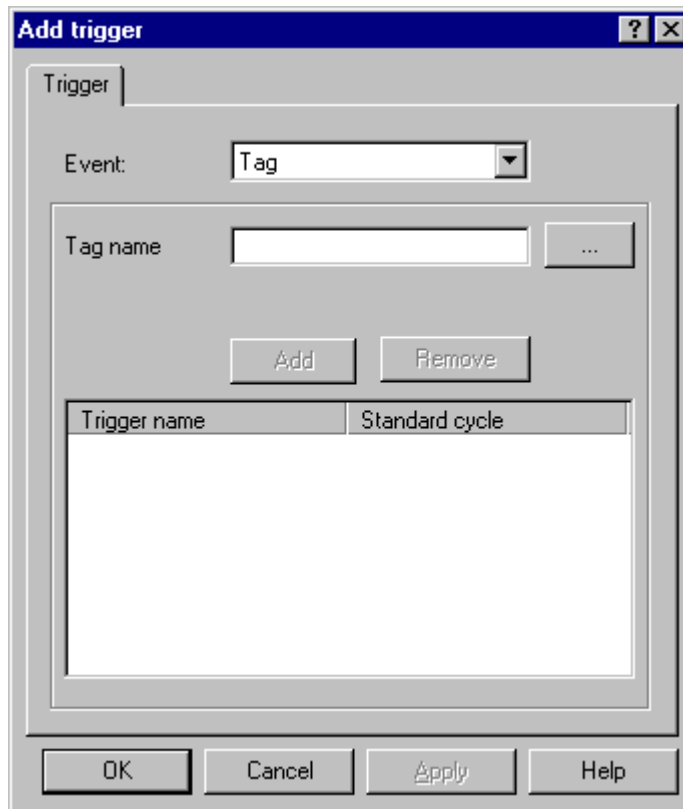 Add trigger
Trigger
Event: Tag
Tag name ...
Add Remove
Trigger name Standard cycle
OK Cancel Apply Help